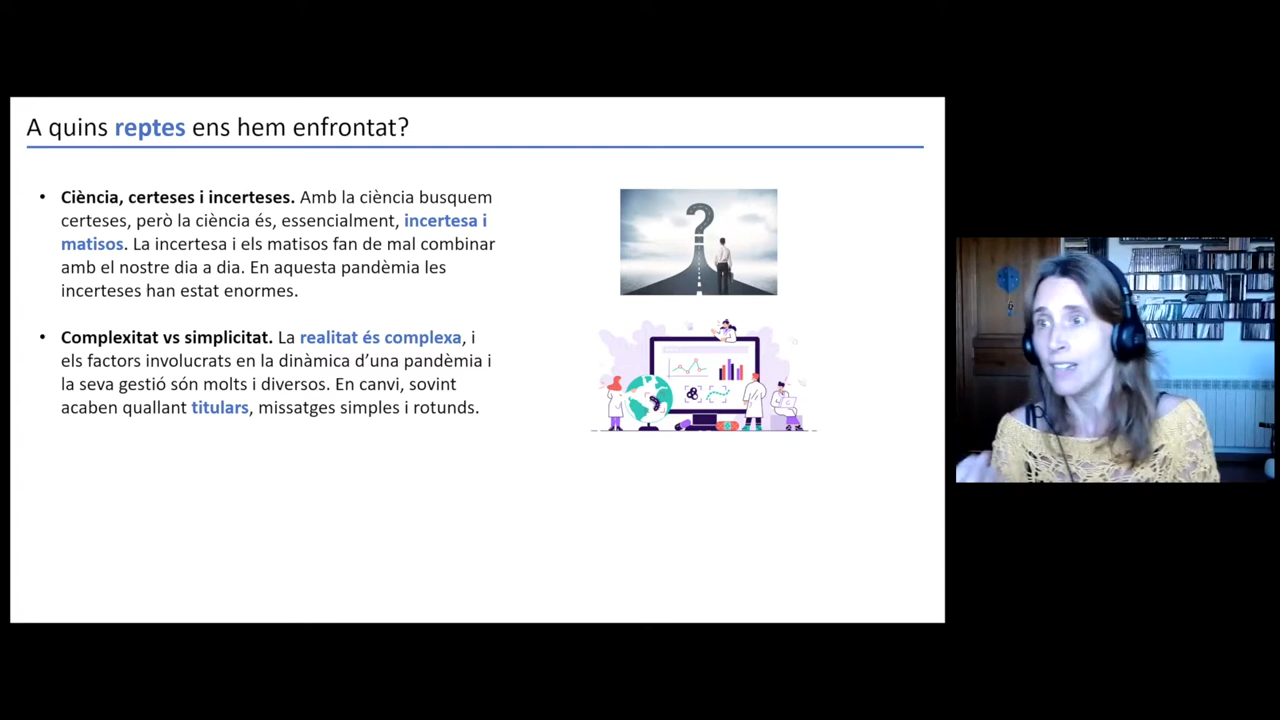 A quins reptes ens hem enfrontat?
• Ciència, certeses i incerteses. Amb la ciència busquem
certeses, però la ciència és, essencialment, incertesa i
matisos. La incertesa i els matisos fan de mal combinar
amb el nostre dia a dia. En aquesta pandèmia les
incerteses han estat enormes.
• Complexitat vs simplicitat. La realitat és complexa, i
els factors involucrats en la dinàmica d’una pandèmia i
la seva gestió són molts i diversos. En canvi, sovint
acaben quallant titulars, missatges simples i rotunds.
?